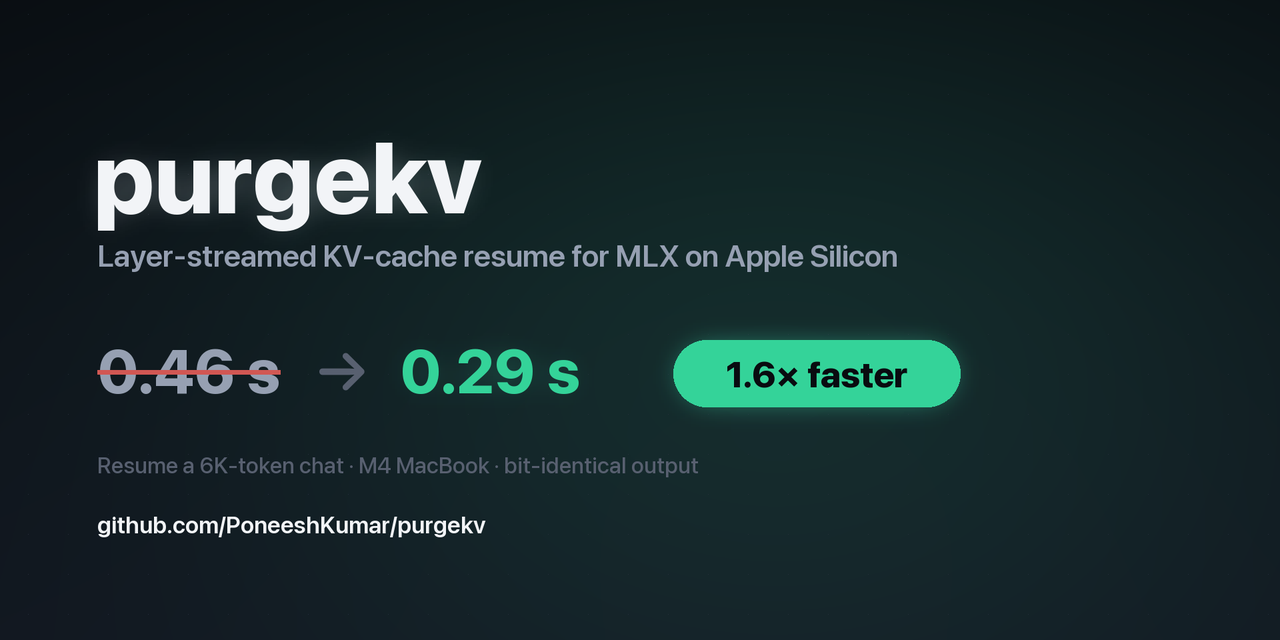 purgekv
Layer-streamed KV-cache resume for MLX on Apple Silicon
0.46 s → 0.29 s 1.6× faster
Resume a 6K-token chat · M4 MacBook · bit-identical output
github.com/PoneeshKumar/purgekv